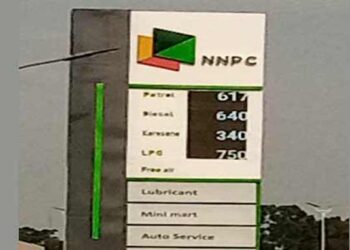 NNPC
Petrol 617
Diesel 640
Kerosene 340
LPG 750
Free air
Lubricant
Mini mart
Auto Service